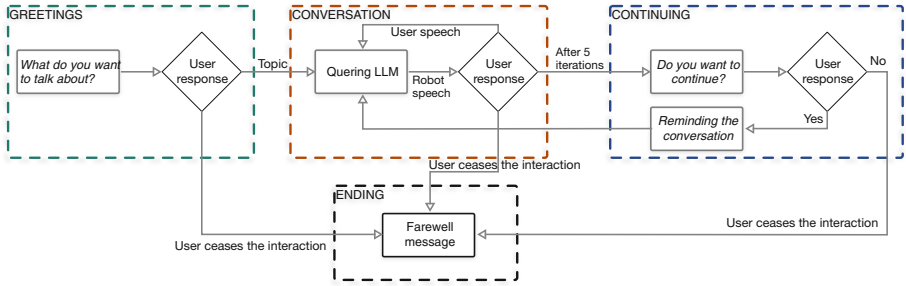 GREETINGS
What do you want
to talk about?
User
response
Topic
CONVERSATION
User speech
Quering LLM
Robot
speech
User
response
After 5
iterations
CONTINUING
Do you want to
continue?
User
response
No
Yes
Reminding the
conversation
User ceases the interaction
ENDING
Farewell
message
User ceases the interaction
User ceases the interaction